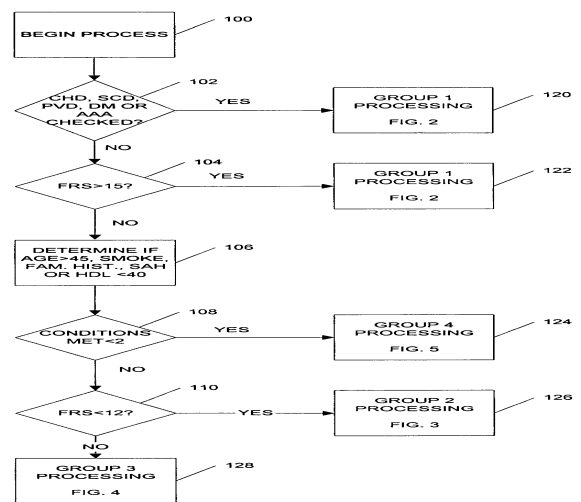 BEGIN PROCESS
100
CHD, SCD,
PVD, DM OR
AAA
CHECKED?
102
YES
GROUP 1
PROCESSING
FIG. 2
120
NO
FRS>15?
104
YES
GROUP 1
PROCESSING
FIG. 2
122
NO
DETERMINE IF
AGE>45, SMOKE,
FAM. HIST., SAH
OR HDL <40
106
CONDITIONS
MET<2
108
YES
GROUP 4
PROCESSING
FIG. 5
124
NO
FRS<12?
110
YES
GROUP 2
PROCESSING
FIG. 3
126
NO
GROUP 3
PROCESSING
FIG. 4
128